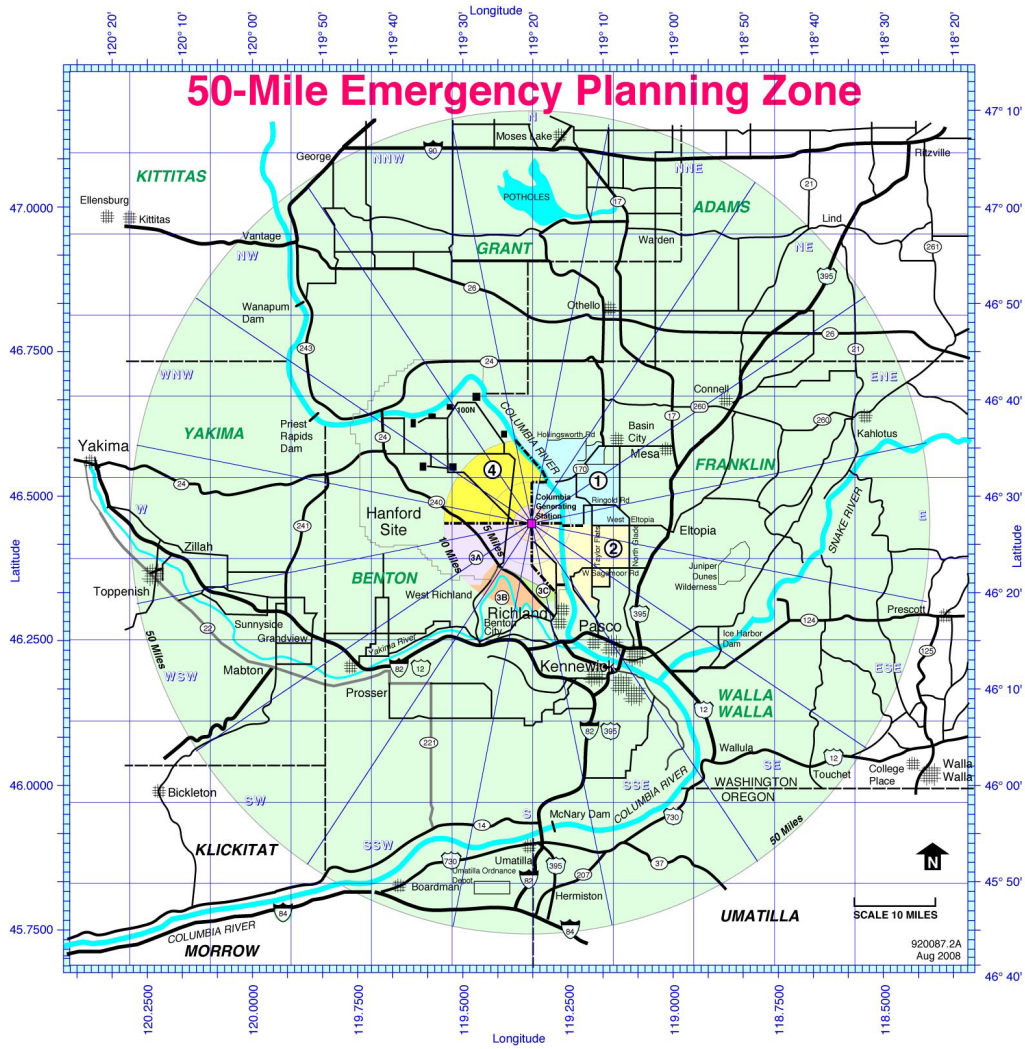 Longitude
120° 20'
120° 10'
120° 00'
119° 50'
119° 40'
119° 30'
119° 20'
119° 10'
119° 00'
118° 50'
118° 40'
118° 30'
118° 20'
50-Mile Emergency Planning Zone
N
47° 10'
Moses Lake
George
90
NNW
Ritzville
NNE
KITTITAS
21
Ellensburg
Kittitas
POTHOLES
17
ADAMS
47.0000
47° 00'
Lind
Vantage
GRANT
Warden
NE
261
NW
395
26
46° 50'
Wanapum
Dam
Othello
26
46.7500
243
21
24
WNW
ENE
Connell
46° 40'
100N
17
260
COLUMBIA RIVER
260
Priest
Rapids
Dam
YAKIMA
24
Hollingsworth Rd
Basin
City
Kahlotus
Yakima
Mesa
4
170
FRANKLIN
24
1
46.5000
46° 30'
240
Columbia
Generating
Station
Ringold Rd
W
Hanford
Site
241
West Eltopia
E
Eltopia
SNAKE RIVER
Latitude
Latitude
5 Miles
10 Miles
Taylor Flats
North Glade
2
Zillah
3A
W Sagemoor Rd
Juniper
Dunes
Wilderness
Toppenish
BENTON
West Richland
3B
3C
46° 20'
Richland
395
Prescott
22
Sunnyside
Benton
City
Pasco
124
Grandview
46.2500
50 Miles
Yakima River
Ice Harbor
Dam
125
Mabton
82
12
Kennewick
WSW
ESE
Prosser
46° 10'
WALLA
WALLA
12
82
395
221
Wallula
12
SE
College
Place
Walla
Walla
Touchet
46.0000
46° 00'
Bickleton
SW
SSE
WASHINGTON
OREGON
COLUMBIA RIVER
S
McNary Dam
14
730
50 Miles
KLICKITAT
SSW
730
Umatilla
37
N
Umatilla Ordnance
Depot
395
207
82
Boardman
45° 50'
Hermiston
84
SCALE 10 MILES
COLUMBIA RIVER
UMATILLA
45.7500
84
MORROW
920087.2A
Aug 2008
46° 40'
120.2500
120.0000
119.7500
119.5000
119.2500
119.0000
118.7500
118.5000
Longitude